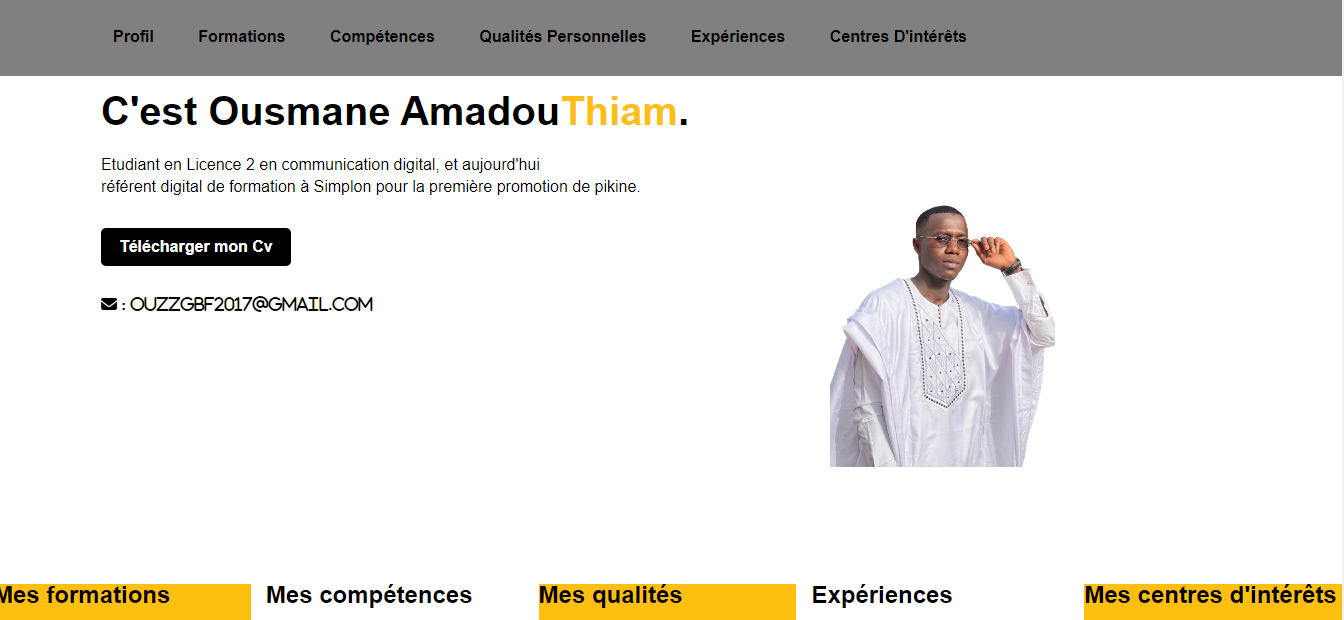 Profil Formations Compétences Qualités Personnelles Expériences Centres D'intérêts
C'est Ousmane AmadouThiam.
Etudiant en Licence 2 en communication digital, et aujourd'hui
référent digital de formation à Simplon pour la première promotion de pikine.
Télécharger mon Cv
: OUZZGBF2017@GMAIL.COM
Mes formations Mes compétences Mes qualités Expériences Mes centres d'intérêts